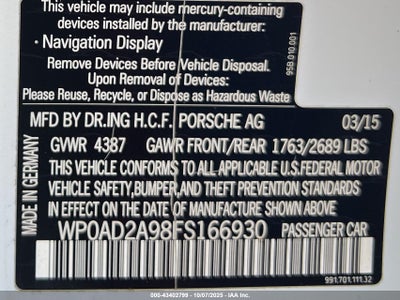 This vehicle may include mercury-containing
devices installed by the manufacturer:
· Navigation Display
Remove Devices Before Vehicle Disposal.
Upon Removal of Devices:
Please Reuse, Recycle, or Dispose as Hazardous Waste
95B.010.001
MFD BY DR.ING H.C.F. PORSCHE AG 03/15
GVWR 4387 GAWR FRONT/REAR 1763/2689 LBS
THIS VEHICLE CONFORMS TO ALL APPLICABLE U.S. FEDERAL MOTOR
VEHICLE SAFETY, BUMPER, AND THEFT PREVENTION STANDARDS
IN EFFECT ON THE DATE OF MANUFACTURE SHOWN ABOVE.
WP0AD2A98FS166930 PASSENGER CAR
MADE IN GERMANY
991.701.111.32
000-43402799 - 10/07/2025 - IAA Inc.